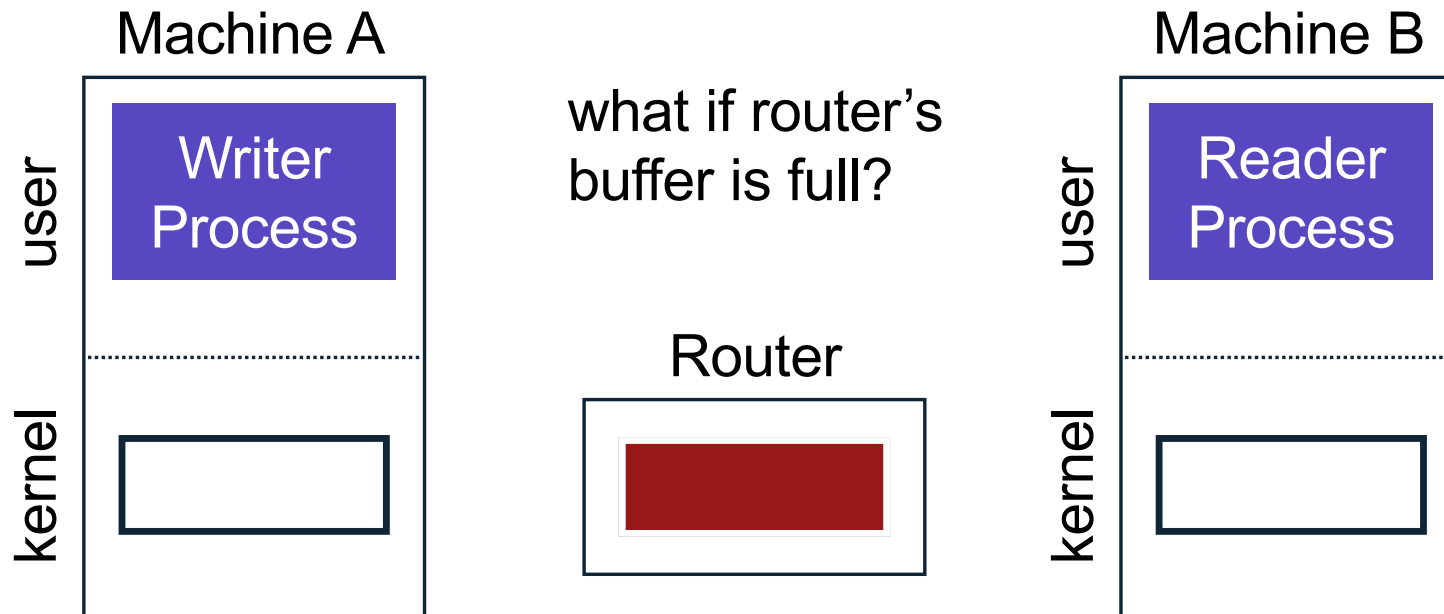 Machine A
Machine B
what if router’s
buffer is full?
user
Writer
Process
user
Reader
Process
Router
kernel
kernel